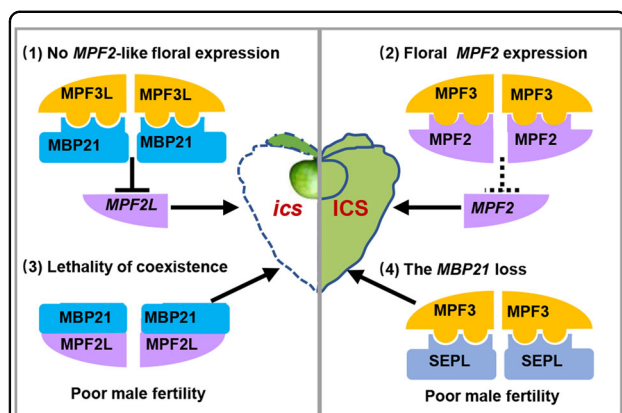 (1) No MPF2-like floral expression
MPF3L MPF3L
MBP21 MBP21
MPF2L
ics
(3) Lethality of coexistence
MBP21 MBP21
MPF2L MPF2L
Poor male fertility
(2) Floral MPF2 expression
MPF3 MPF3
MPF2 MPF2
MPF2
ICS
(4) The MBP21 loss
MPF3 MPF3
SEPL SEPL
Poor male fertility